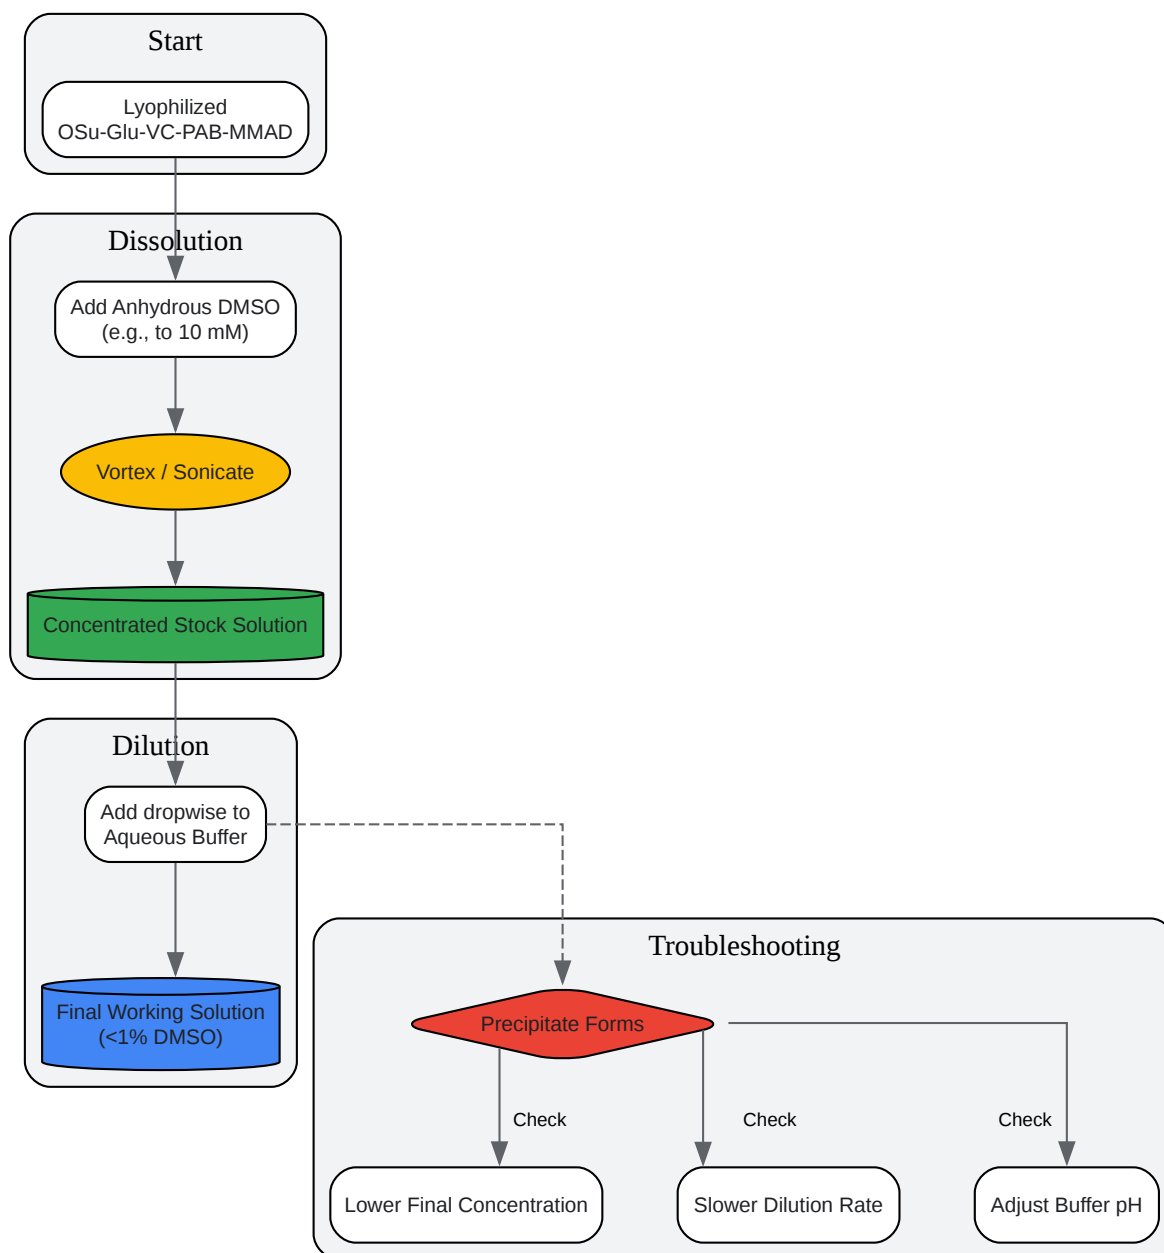 Start
Lyophilized
OSu-Glu-VC-PAB-MMAD
Dissolution
Add Anhydrous DMSO
(e.g., to 10 mM)
Vortex / Sonicate
Concentrated Stock Solution
Dilution
Add dropwise to
Aqueous Buffer
Final Working Solution
(<1% DMSO)
Troubleshooting
Precipitate Forms
Check
Check
Check
Lower Final Concentration
Slower Dilution Rate
Adjust Buffer pH